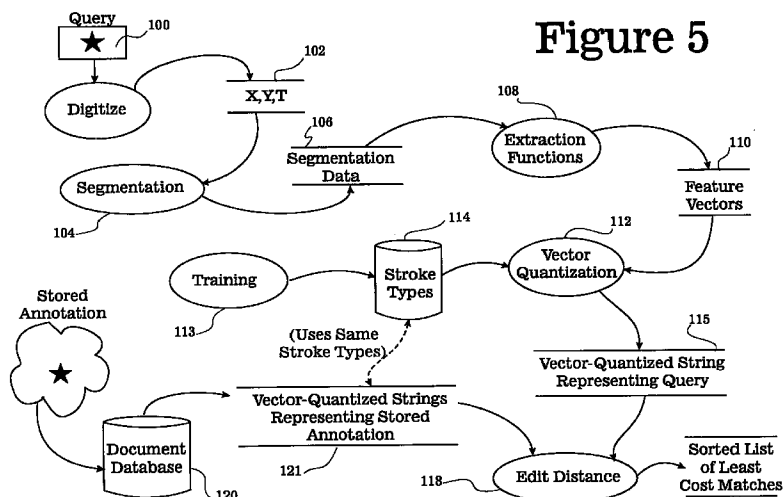 Figure 5
Query
100
Digitize
102
X,Y,T
Segmentation
104
106
Segmentation
Data
108
Extraction
Functions
110
Feature
Vectors
112
Vector
Quantization
114
Stroke
Types
Training
113
(Uses Same
Stroke Types)
115
Vector-Quantized String
Representing Query
Stored
Annotation
Document
Database
120
Vector-Quantized Strings
Representing Stored
Annotation
121
118
Edit Distance
Sorted List
of Least
Cost Matches